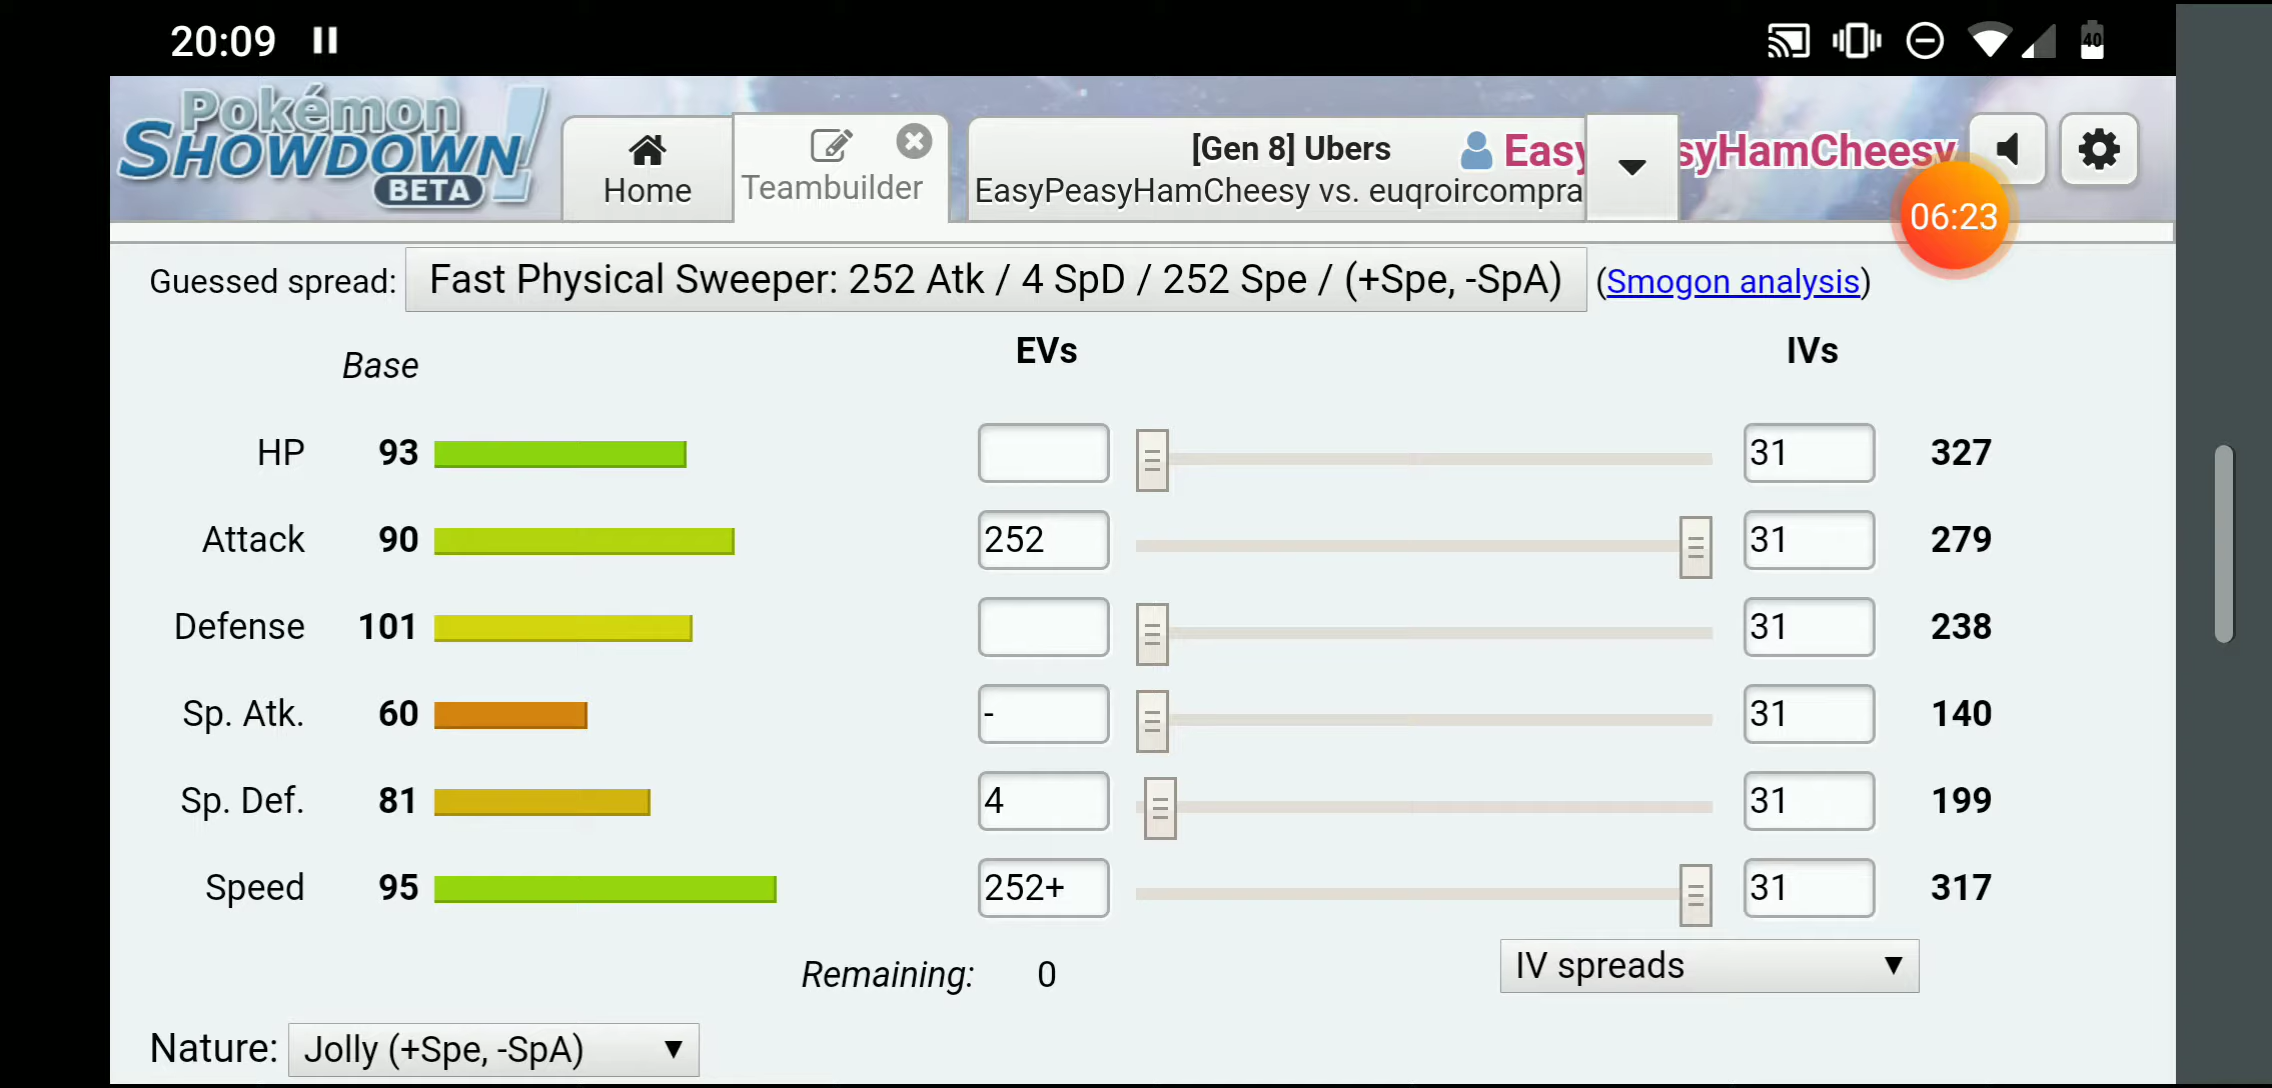 20:09
40
Pokémon
SHOWDOWN!
BETA
Home
Teambuilder
[Gen 8] Ubers
EasyPeasyHamCheesy vs. euqroircompra
Easy
syHamCheesy
06:23
Guessed spread: Fast Physical Sweeper: 252 Atk / 4 SpD / 252 Spe / (+Spe, -SpA) (Smogon analysis)
Base EVs IVs
HP 93 31 327
Attack 90 252 31 279
Defense 101 31 238
Sp. Atk. 60 - 31 140
Sp. Def. 81 4 31 199
Speed 95 252+ 31 317
Remaining: 0
IV spreads
Nature: Jolly (+Spe, -SpA)